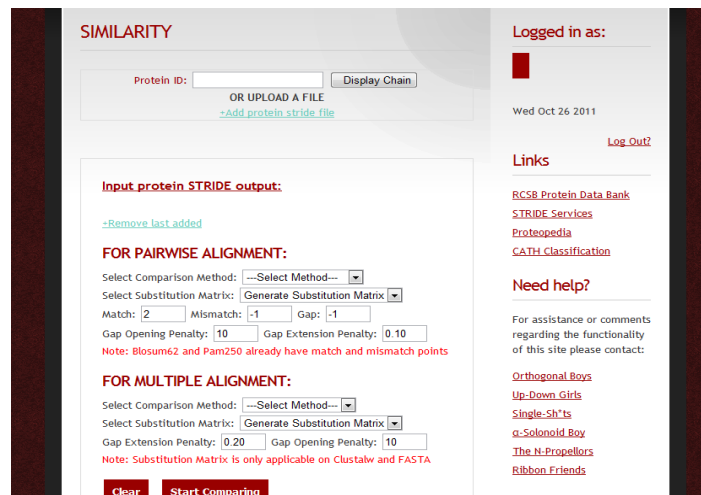 SIMILARITY
Protein ID: Display Chain
OR UPLOAD A FILE
+Add protein stride file
Input protein STRIDE output:
+Remove last added
FOR PAIRWISE ALIGNMENT:
Select Comparison Method: ---Select Method---
Select Substitution Matrix: Generate Substitution Matrix
Match: 2 Mismatch: -1 Gap: -1
Gap Opening Penalty: 10 Gap Extension Penalty: 0.10
Note: Blosum62 and Pam250 already have match and mismatch points
FOR MULTIPLE ALIGNMENT:
Select Comparison Method: ---Select Method---
Select Substitution Matrix: Generate Substitution Matrix
Gap Extension Penalty: 0.20 Gap Opening Penalty: 10
Note: Substitution Matrix is only applicable on Clustalw and FASTA
Clear Start Comparing
Logged in as:
Wed Oct 26 2011
Log Out?
Links
RCSB Protein Data Bank
STRIDE Services
Proteopedia
CATH Classification
Need help?
For assistance or comments
regarding the functionality
of this site please contact:
Orthogonal Boys
Up-Down Girls
Single-Sh*ts
α-Solonoid Boy
The N-Propellors
Ribbon Friends